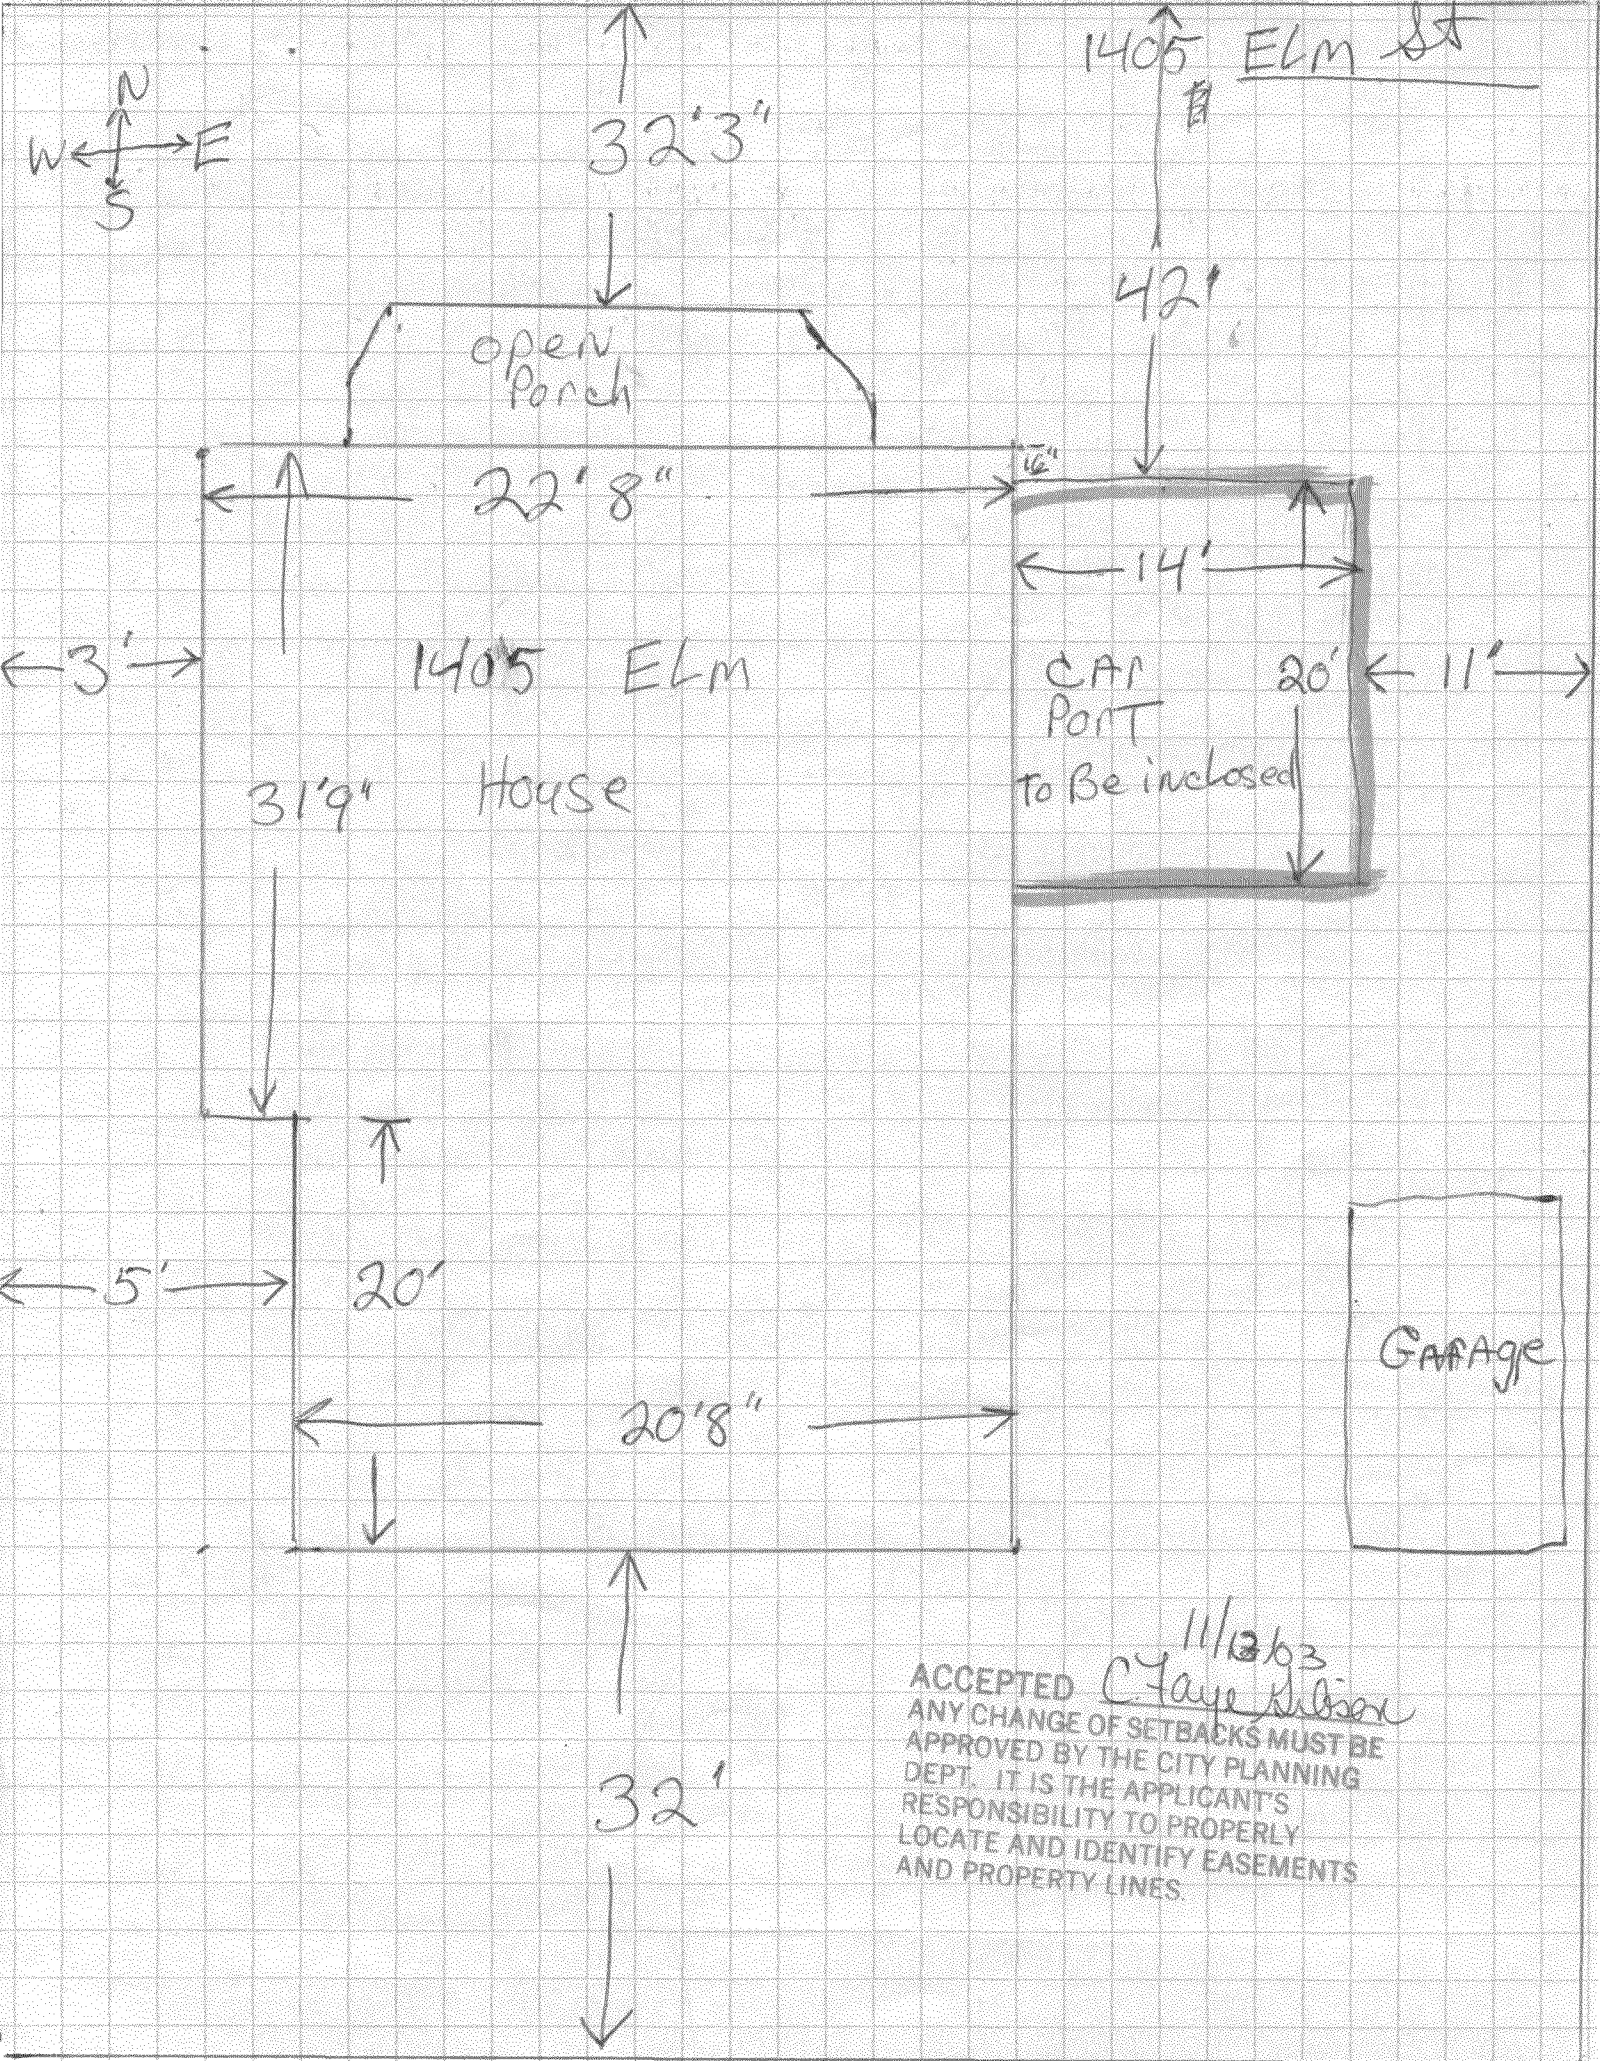 1405 ELm St
N
W E
S
32'3"
42'
open
Porch
16"
22'8"
14'
3'
1405 ELm
CAr
PorT
20'
11'
To Be inclosed
31'9"
House
5'
20'
GArAge
20'8"
11/12/03
ACCEPTED C. Faye Gibson
ANY CHANGE OF SETBACKS MUST BE
APPROVED BY THE CITY PLANNING
DEPT. IT IS THE APPLICANT'S
RESPONSIBILITY TO PROPERLY
LOCATE AND IDENTIFY EASEMENTS
AND PROPERTY LINES.
32'